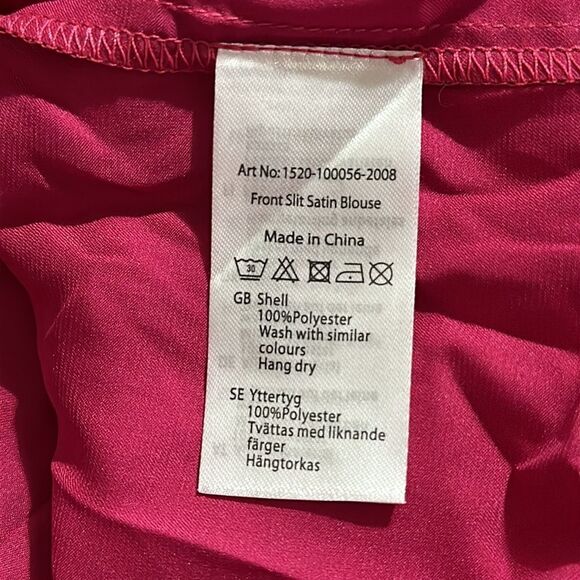 Art No: 1520-100056-2008
Front Slit Satin Blouse
Made in China
30
GB Shell
100%Polyester
Wash with similar
colours
Hang dry
SE Yttertyg
100%Polyester
Tvättas med liknande
färger
Hängtorkas